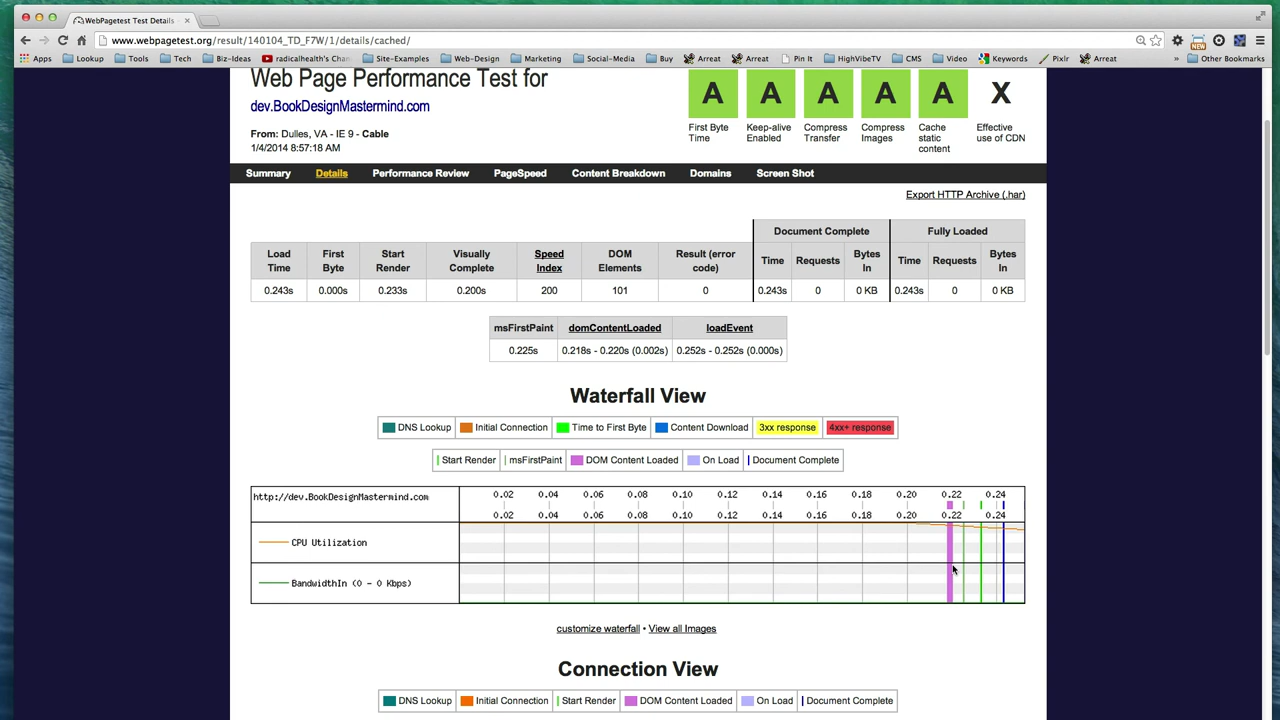 WebPagetest Test Details
www.webpagetest.org/result/140104_TD_F7W/1/details/cached/
Apps Lookup Tools Tech Biz-Ideas radicalhealth's Chan Site-Examples Web-Design Marketing Social-Media Buy Arreat Arreat Pin It HighVibeTV CMS Video Keywords Pixlr Arreat » Other Bookmarks
NEW
Web Page Performance Test for
dev.BookDesignMastermind.com
From: Dulles, VA - IE 9 - Cable
1/4/2014 8:57:18 AM
A A A A A X
First Byte Time
Keep-alive Enabled
Compress Transfer
Compress Images
Cache static content
Effective use of CDN
Summary Details Performance Review PageSpeed Content Breakdown Domains Screen Shot
Export HTTP Archive (.har)
Document Complete Fully Loaded
Load Time First Byte Start Render Visually Complete Speed Index DOM Elements Result (error code) Time Requests Bytes In Time Requests Bytes In
0.243s 0.000s 0.233s 0.200s 200 101 0 0.243s 0 0 KB 0.243s 0 0 KB
msFirstPaint domContentLoaded loadEvent
0.225s 0.218s - 0.220s (0.002s) 0.252s - 0.252s (0.000s)
Waterfall View
DNS Lookup Initial Connection Time to First Byte Content Download 3xx response 4xx+ response
Start Render msFirstPaint DOM Content Loaded On Load Document Complete
http://dev.BookDesignMastermind.com
0.02 0.04 0.06 0.08 0.10 0.12 0.14 0.16 0.18 0.20 0.22 0.24
0.02 0.04 0.06 0.08 0.10 0.12 0.14 0.16 0.18 0.20 0.22 0.24
CPU Utilization
BandwidthIn (0 - 0 Kbps)
customize waterfall • View all Images
Connection View
DNS Lookup Initial Connection Start Render DOM Content Loaded On Load Document Complete